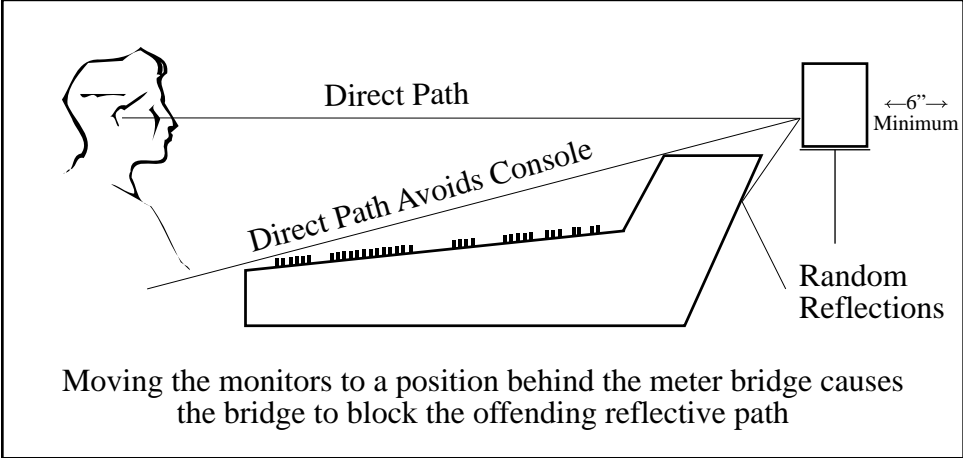 Direct Path
←6”→
Minimum
Direct Path Avoids Console
Random
Reflections
Moving the monitors to a position behind the meter bridge causes
the bridge to block the offending reflective path